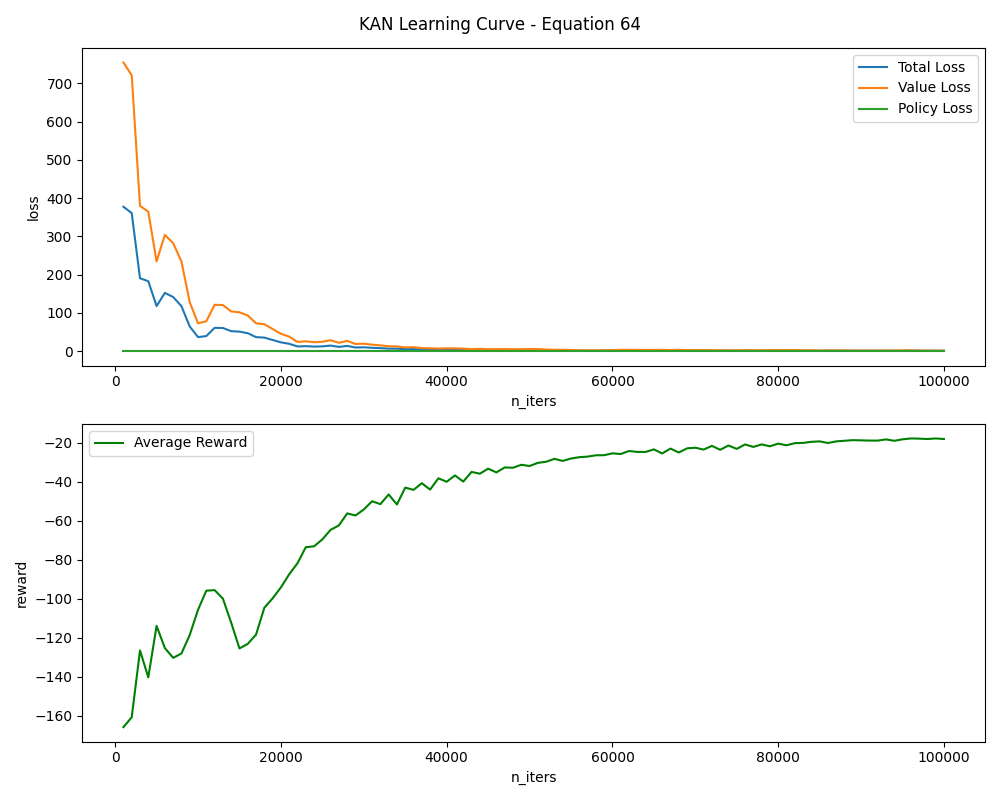 KAN Learning Curve - Equation 64
700
600
500
400
300
200
100
0
loss
Total Loss
Value Loss
Policy Loss
0 20000 40000 60000 80000 100000
n_iters
−20
−40
−60
−80
−100
−120
−140
−160
reward
Average Reward
0 20000 40000 60000 80000 100000
n_iters